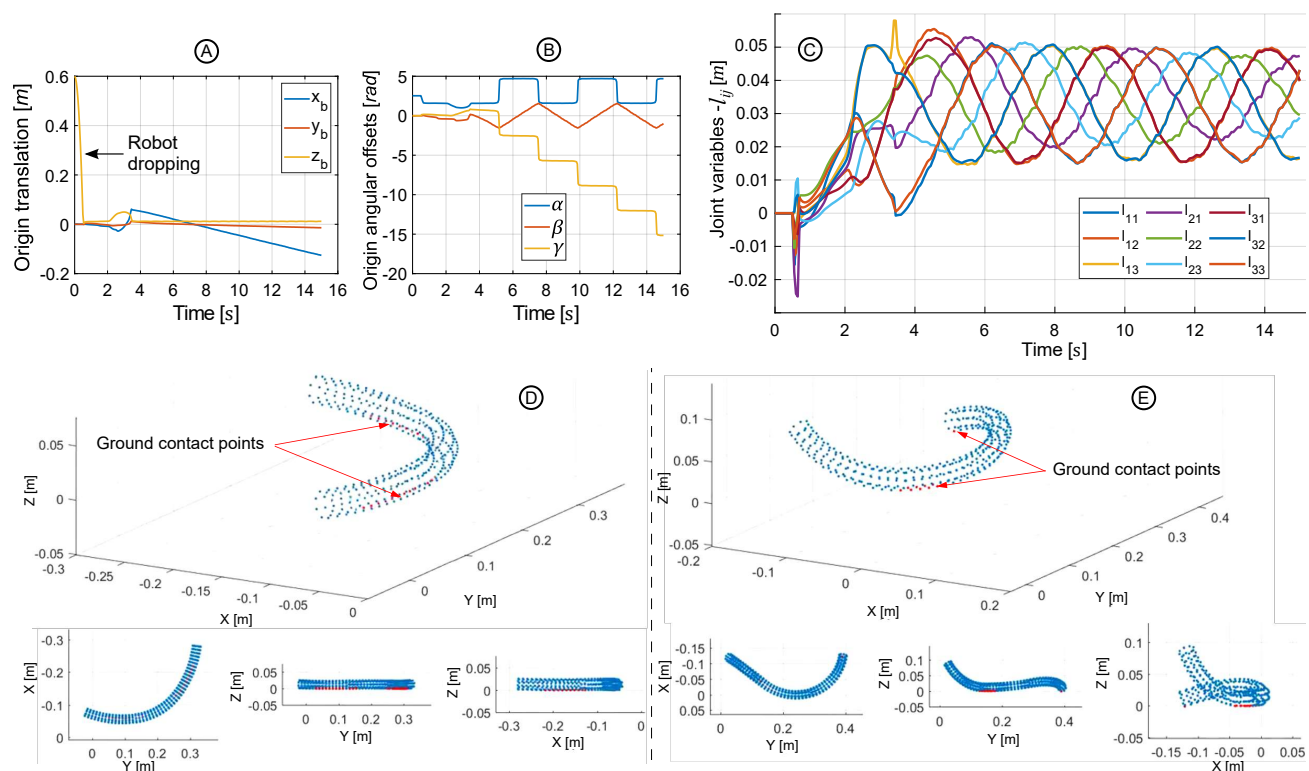 A
B
C
0.6
0.4
0.2
0
-0.2
Origin translation [m]
x_b
y_b
z_b
Robot
dropping
0 2 4 6 8 10 12 14 16
Time [s]
5
0
-5
-10
-15
-20
Origin angular offsets [rad]
α
β
γ
0 2 4 6 8 10 12 14 16
Time [s]
0.05
0.04
0.03
0.02
0.01
0
-0.01
-0.02
Joint variables -l_ij [m]
l_11 l_21 l_31
l_12 l_22 l_32
l_13 l_23 l_33
0 2 4 6 8 10 12 14
Time [s]
D
Ground contact points
0.05
0
-0.05
Z [m]
-0.3 -0.25 -0.2 -0.15 -0.1 -0.05 0
X [m]
0 0.1 0.2 0.3
Y [m]
E
Ground contact points
0.1
0.05
0
-0.05
Z [m]
-0.2 -0.1 0 0.1 0.2
X [m]
0 0.1 0.2 0.3 0.4
Y [m]
-0.3
-0.2
-0.1
0
X [m]
0 0.1 0.2 0.3
Y [m]
0.05
0
-0.05
Z [m]
0 0.1 0.2 0.3
Y [m]
0.05
0
-0.05
Z [m]
-0.3 -0.2 -0.1 0
X [m]
-0.15
-0.1
-0.05
0
0.05
X [m]
0 0.2 0.4
Y [m]
0.1
0.05
0
-0.05
Z [m]
0 0.1 0.2 0.3 0.4
Y [m]
0.1
0.05
0
-0.05
Z [m]
-0.15 -0.1 -0.05 0 0.05
X [m]